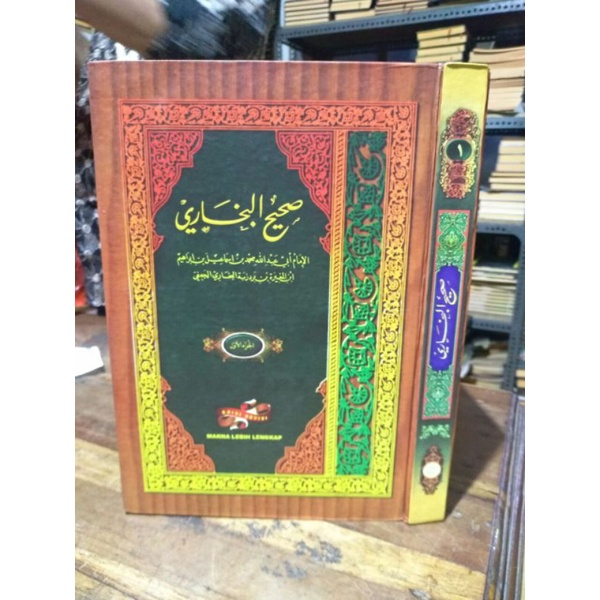 صحيح البخاري
الإمام أبي عبد الله محمد بن إسماعيل بن إبراهيم
ابن المغيرة بن بردزبة البخاري الجعفي
الجزء الأول
MAKNA LEBIH LENGKAP
١
صحيح البخاري